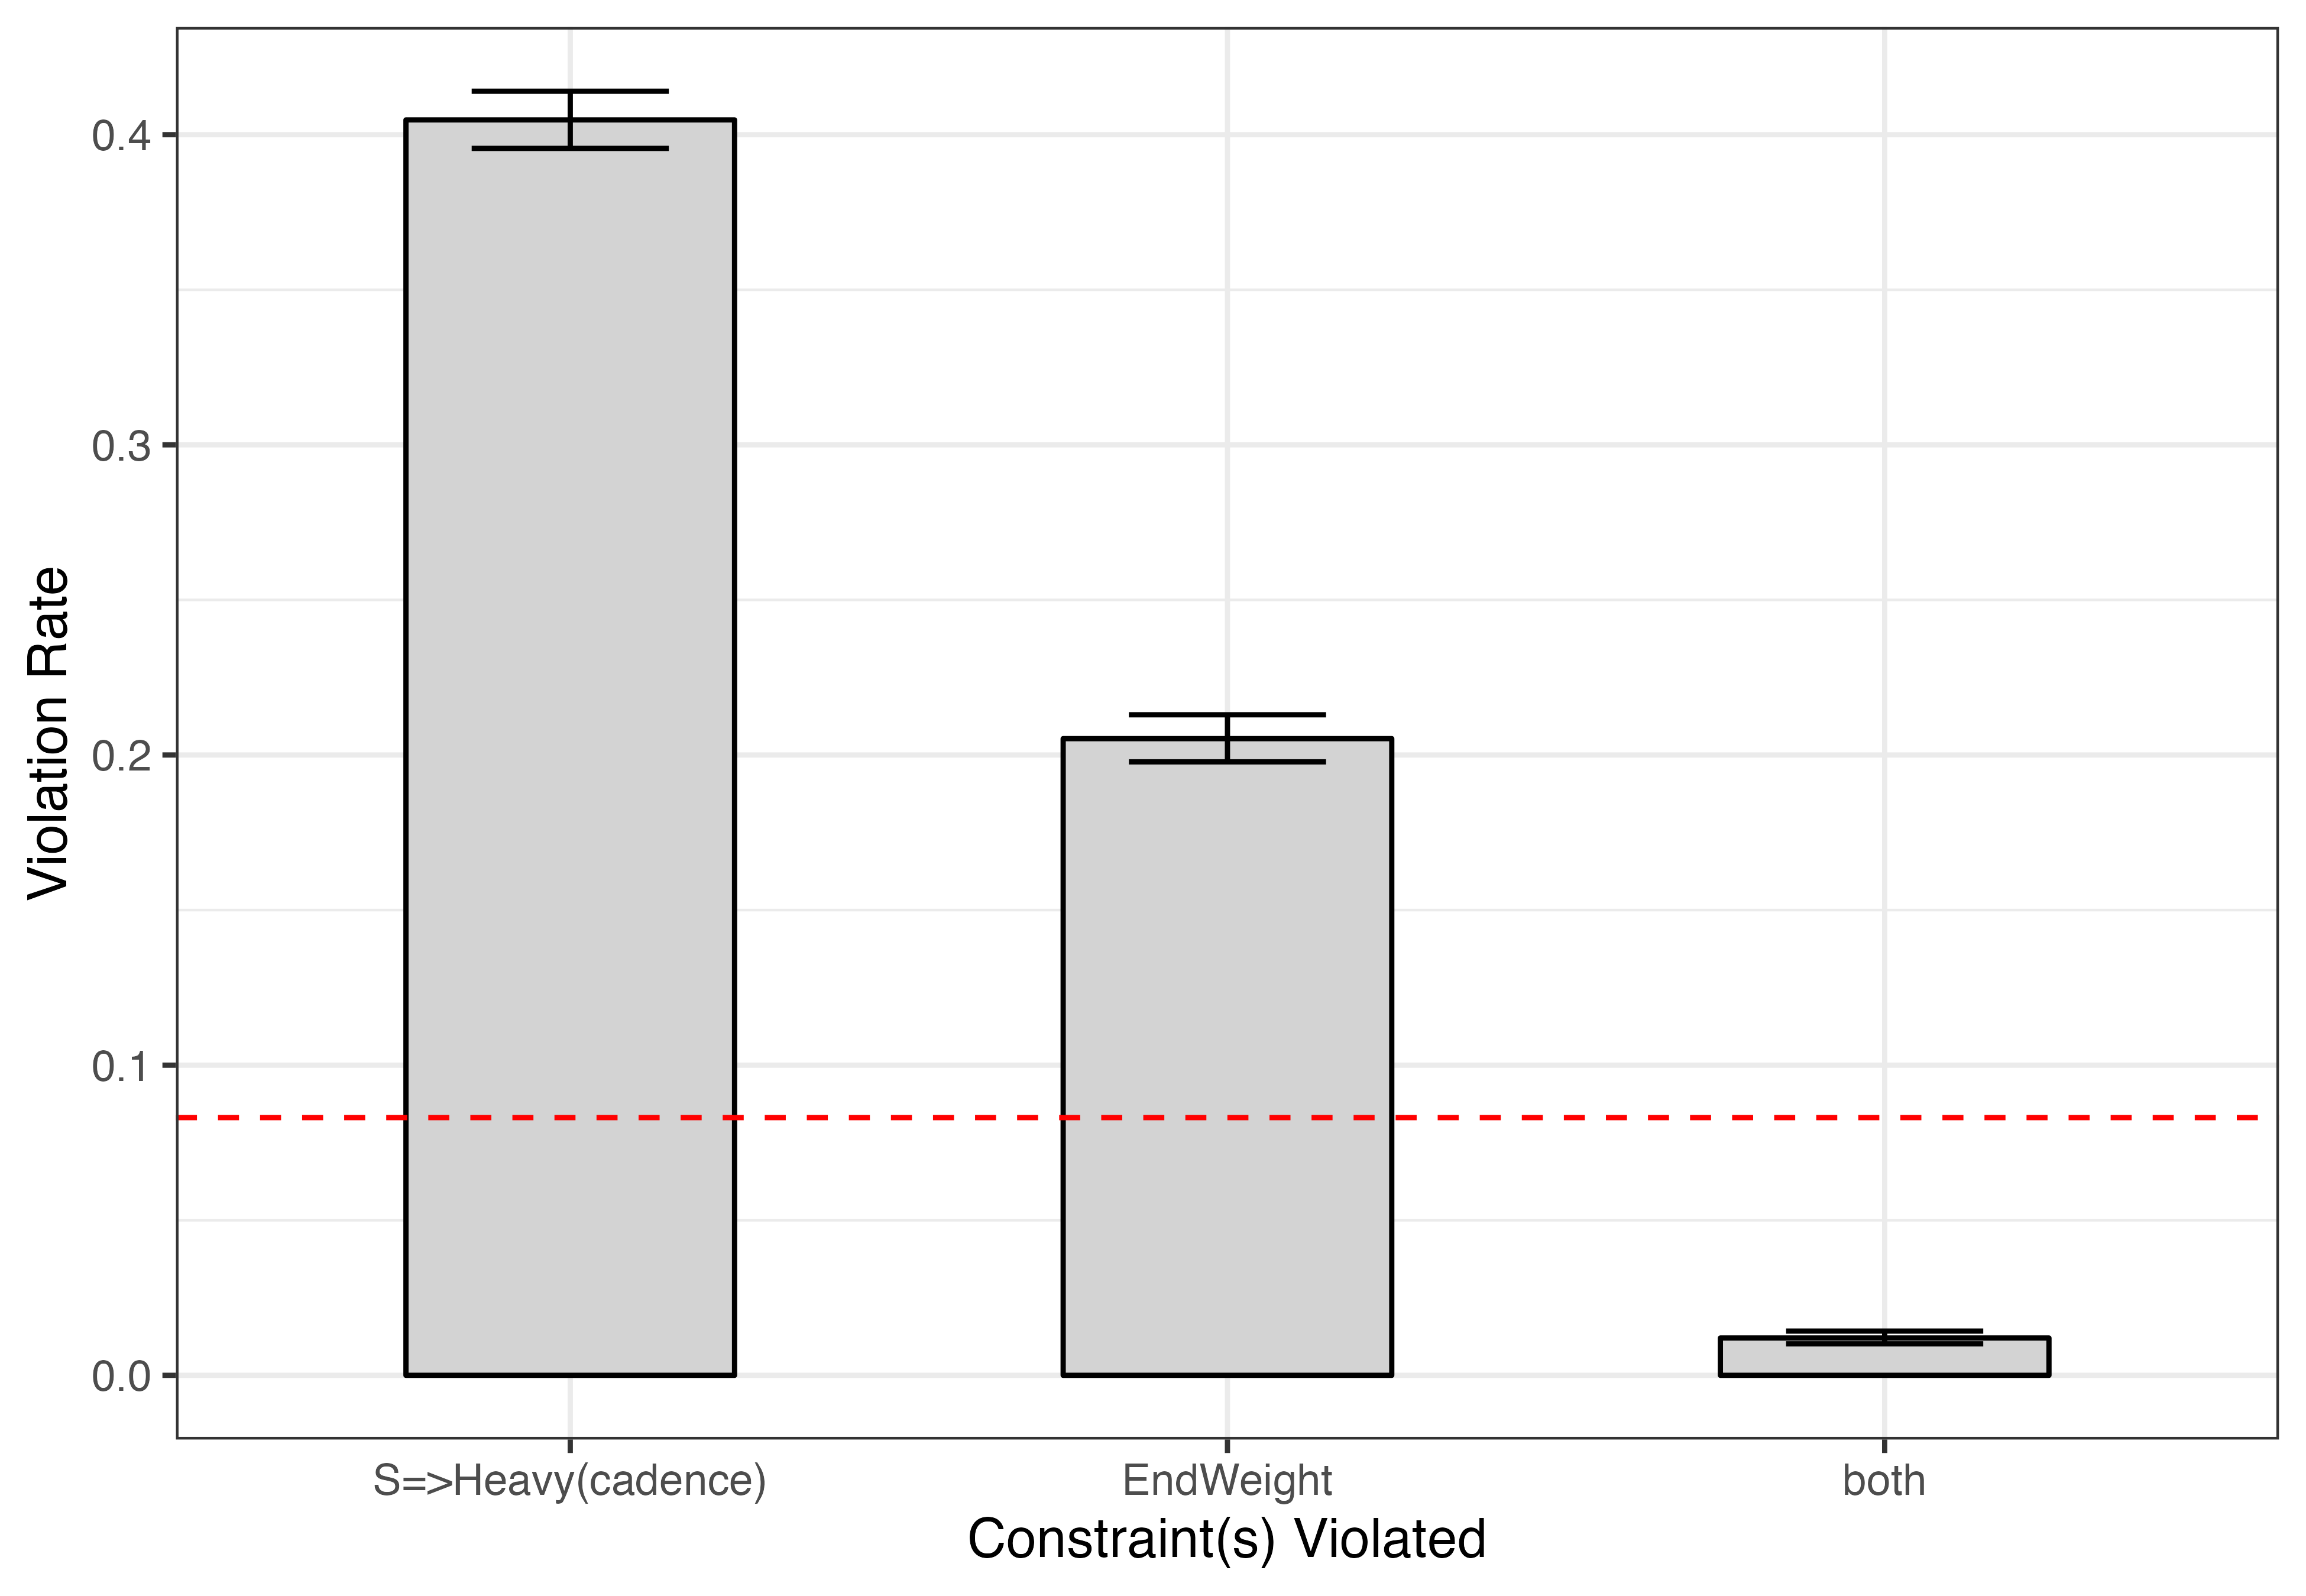 Violation Rate
0.4
0.3
0.2
0.1
0.0
S=>Heavy(cadence)
EndWeight
both
Constraint(s) Violated